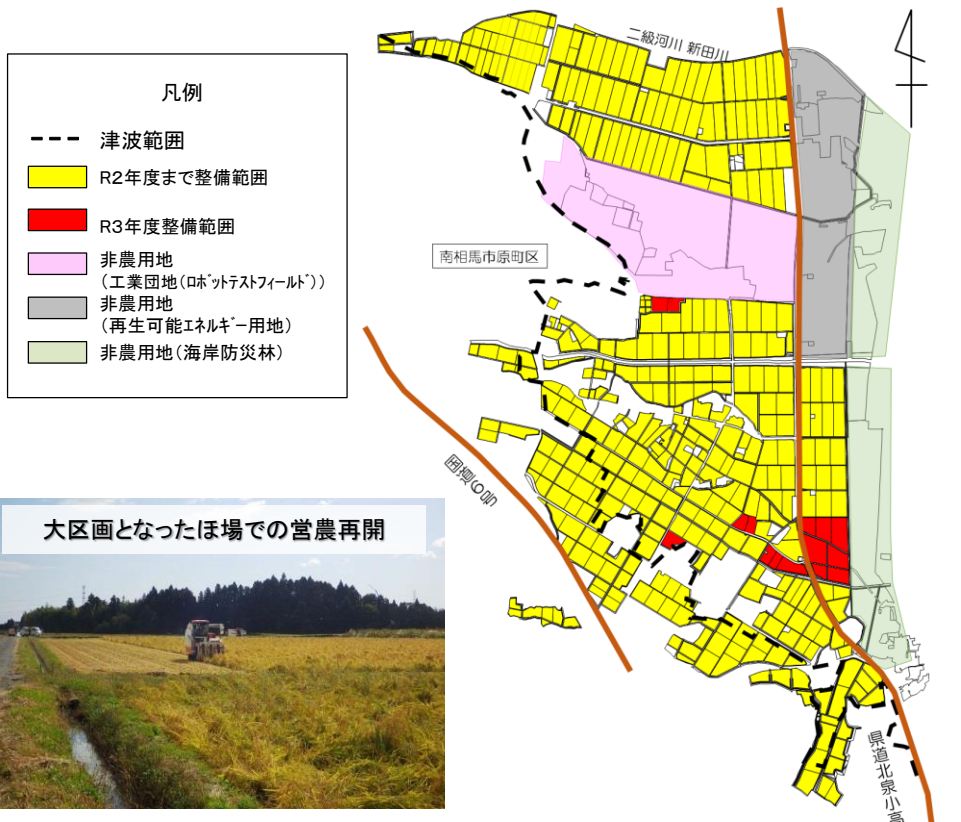 凡例
津波範囲
R2年度まで整備範囲
R3年度整備範囲
非農用地
(工業団地(ロボットテストフィールド))
非農用地
(再生可能エネルギー用地)
非農用地(海岸防災林)
二級河川 新田川
南相馬市原町区
国道6号
大区画となったほ場での営農再開
県道北泉小高